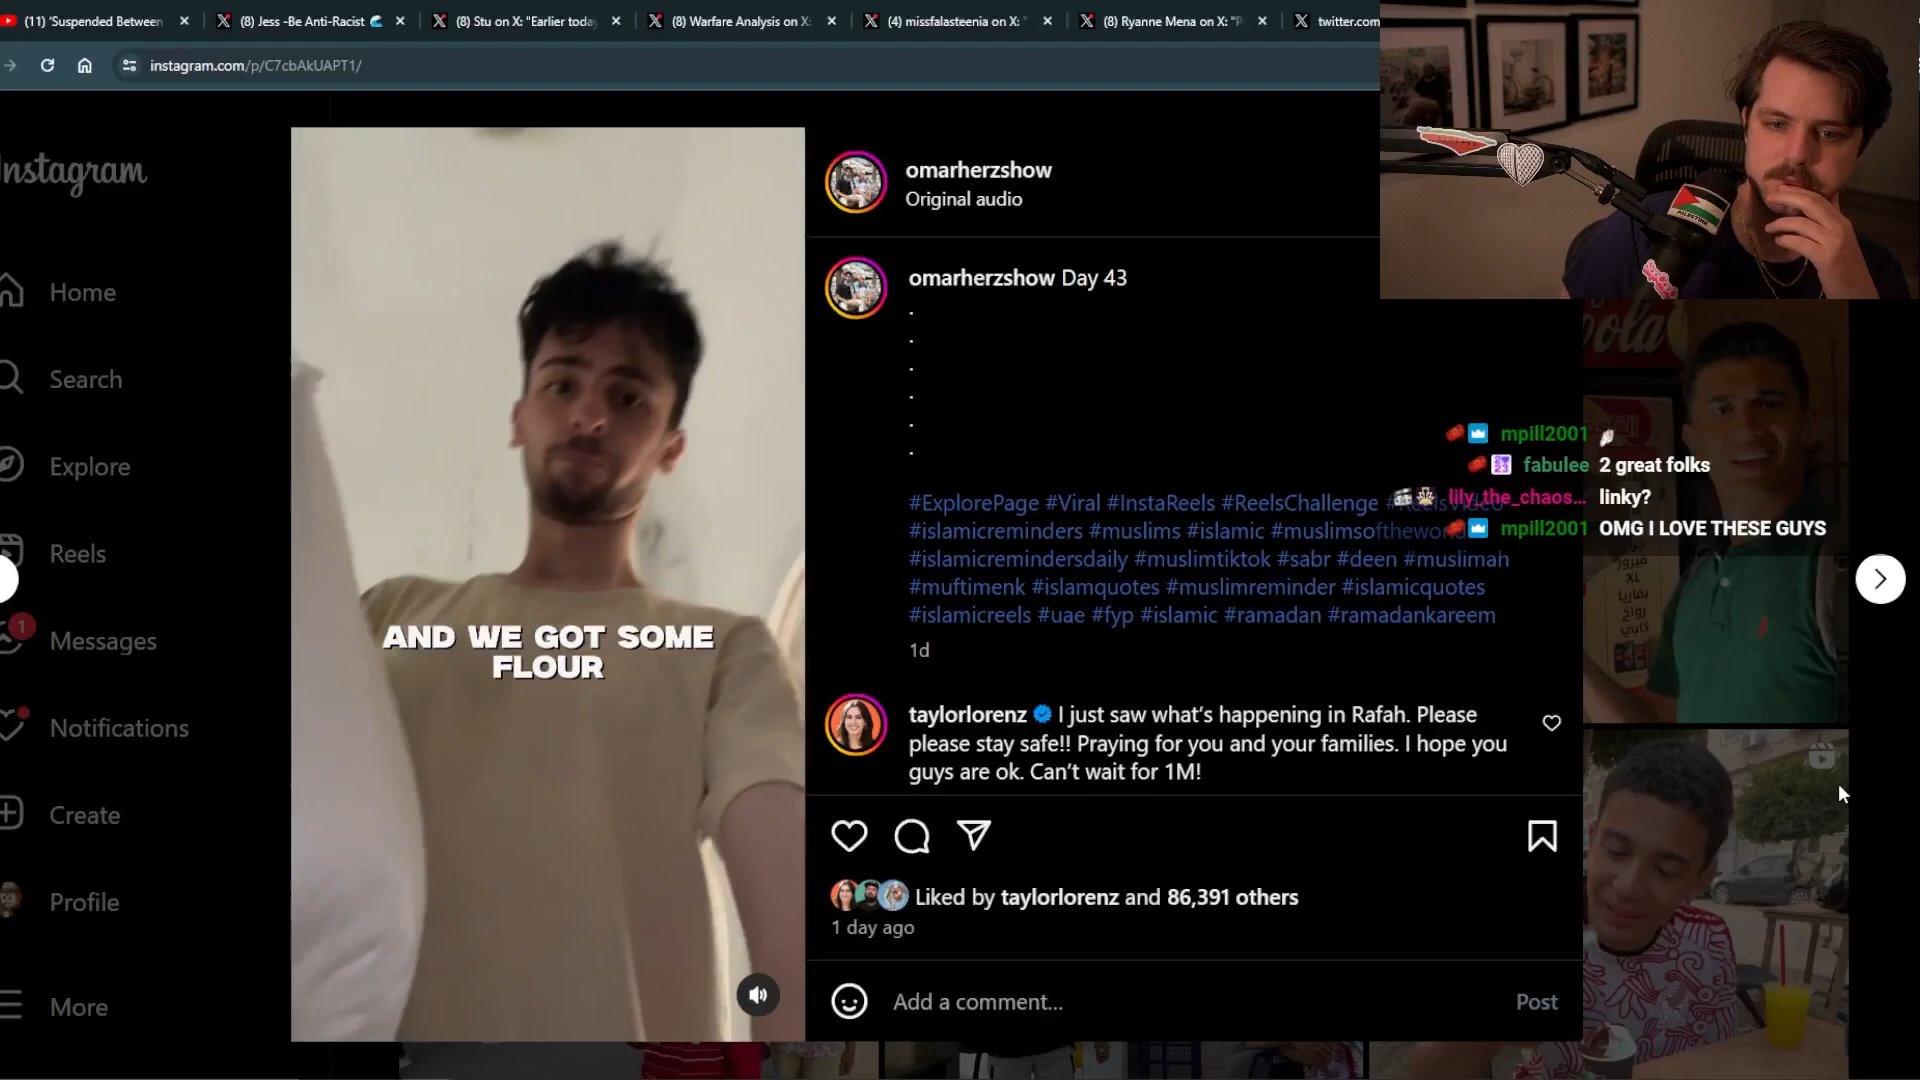 (11) 'Suspended Between
(8) Jess -Be Anti-Racist 🌊
(8) Stu on X: "Earlier today
(8) Warfare Analysis on X:
(4) missfalasteenia on X: "
(8) Ryanne Mena on X: "P
twitter.com
instagram.com/p/C7cbAkUAPT1/
Instagram
Home
Search
Explore
Reels
1
Messages
Notifications
Create
Profile
More
AND WE GOT SOME
FLOUR
omarherzshow
Original audio
omarherzshow Day 43
.
.
.
.
.
.
#ExplorePage #Viral #InstaReels #ReelsChallenge #ReelsVideo
#islamicreminders #muslims #islamic #muslimsoftheworld
#islamicremindersdaily #muslimtiktok #sabr #deen #muslimah
#muftimenk #islamquotes #muslimreminder #islamicquotes
#islamicreels #uae #fyp #islamic #ramadan #ramadankareem
1d
taylorlorenz I just saw what's happening in Rafah. Please
please stay safe!! Praying for you and your families. I hope you
guys are ok. Can't wait for 1M!
Liked by taylorlorenz and 86,391 others
1 day ago
Add a comment...
Post
PALESTINE
mpill2001
fabulee 2 great folks
lily_the_chaos... linky?
mpill2001 OMG I LOVE THESE GUYS
Cola
XL